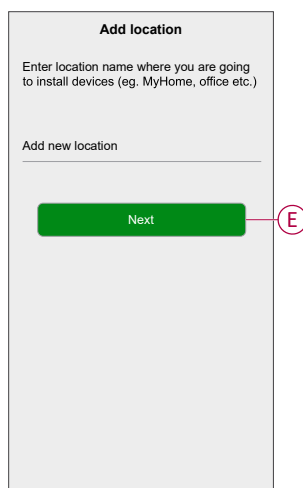 Add location
Enter location name where you are going
to install devices (eg. MyHome, office etc.)
Add new location
Next
E